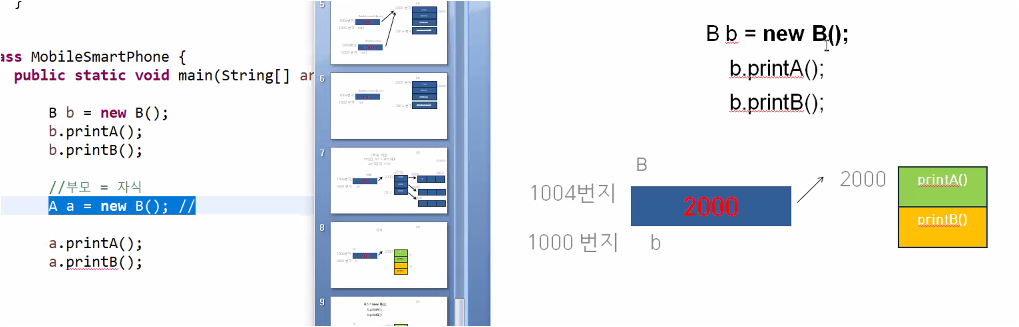 }
ass MobileSmartPhone {
public static void main(String[] ar
B b = new B();
b.printA();
b.printB();
//부모 = 자식
A a = new B(); //
a.printA();
a.printB();
5
6
7
8
9
B b = new B();
b.printA();
b.printB();
B
1004번지
2000
2000
printA()
printB()
1000 번지
b